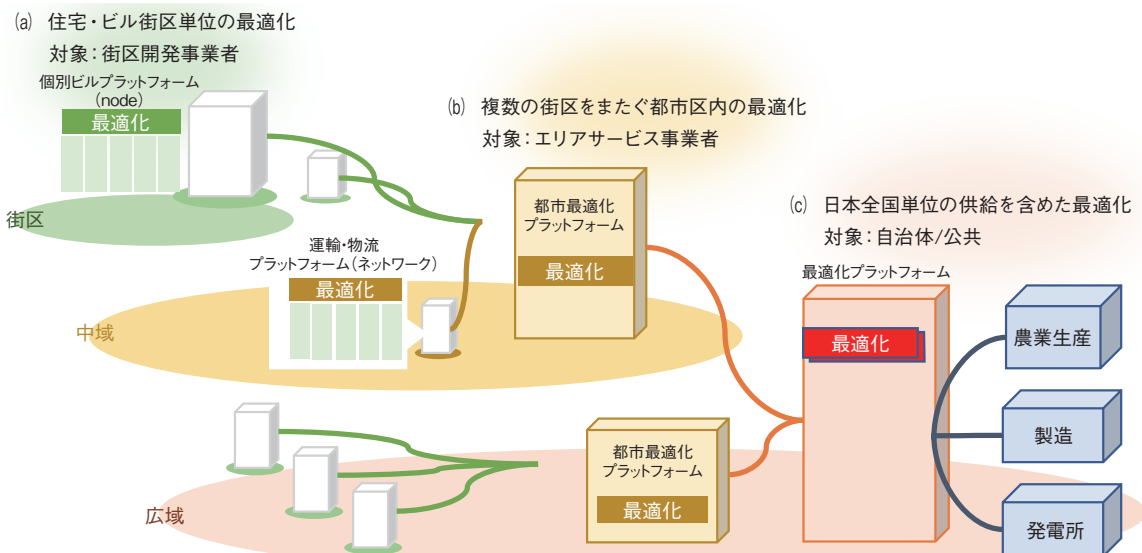 (a) 住宅・ビル街区単位の最適化
対象：街区開発事業者
個別ビルプラットフォーム
(node)
最適化
街区
(b) 複数の街区をまたぐ都市区内の最適化
対象：エリアサービス事業者
都市最適化
プラットフォーム
最適化
運輸・物流
プラットフォーム（ネットワーク）
最適化
中域
(c) 日本全国単位の供給を含めた最適化
対象：自治体/公共
最適化プラットフォーム
最適化
農業生産
製造
発電所
都市最適化
プラットフォーム
最適化
広域